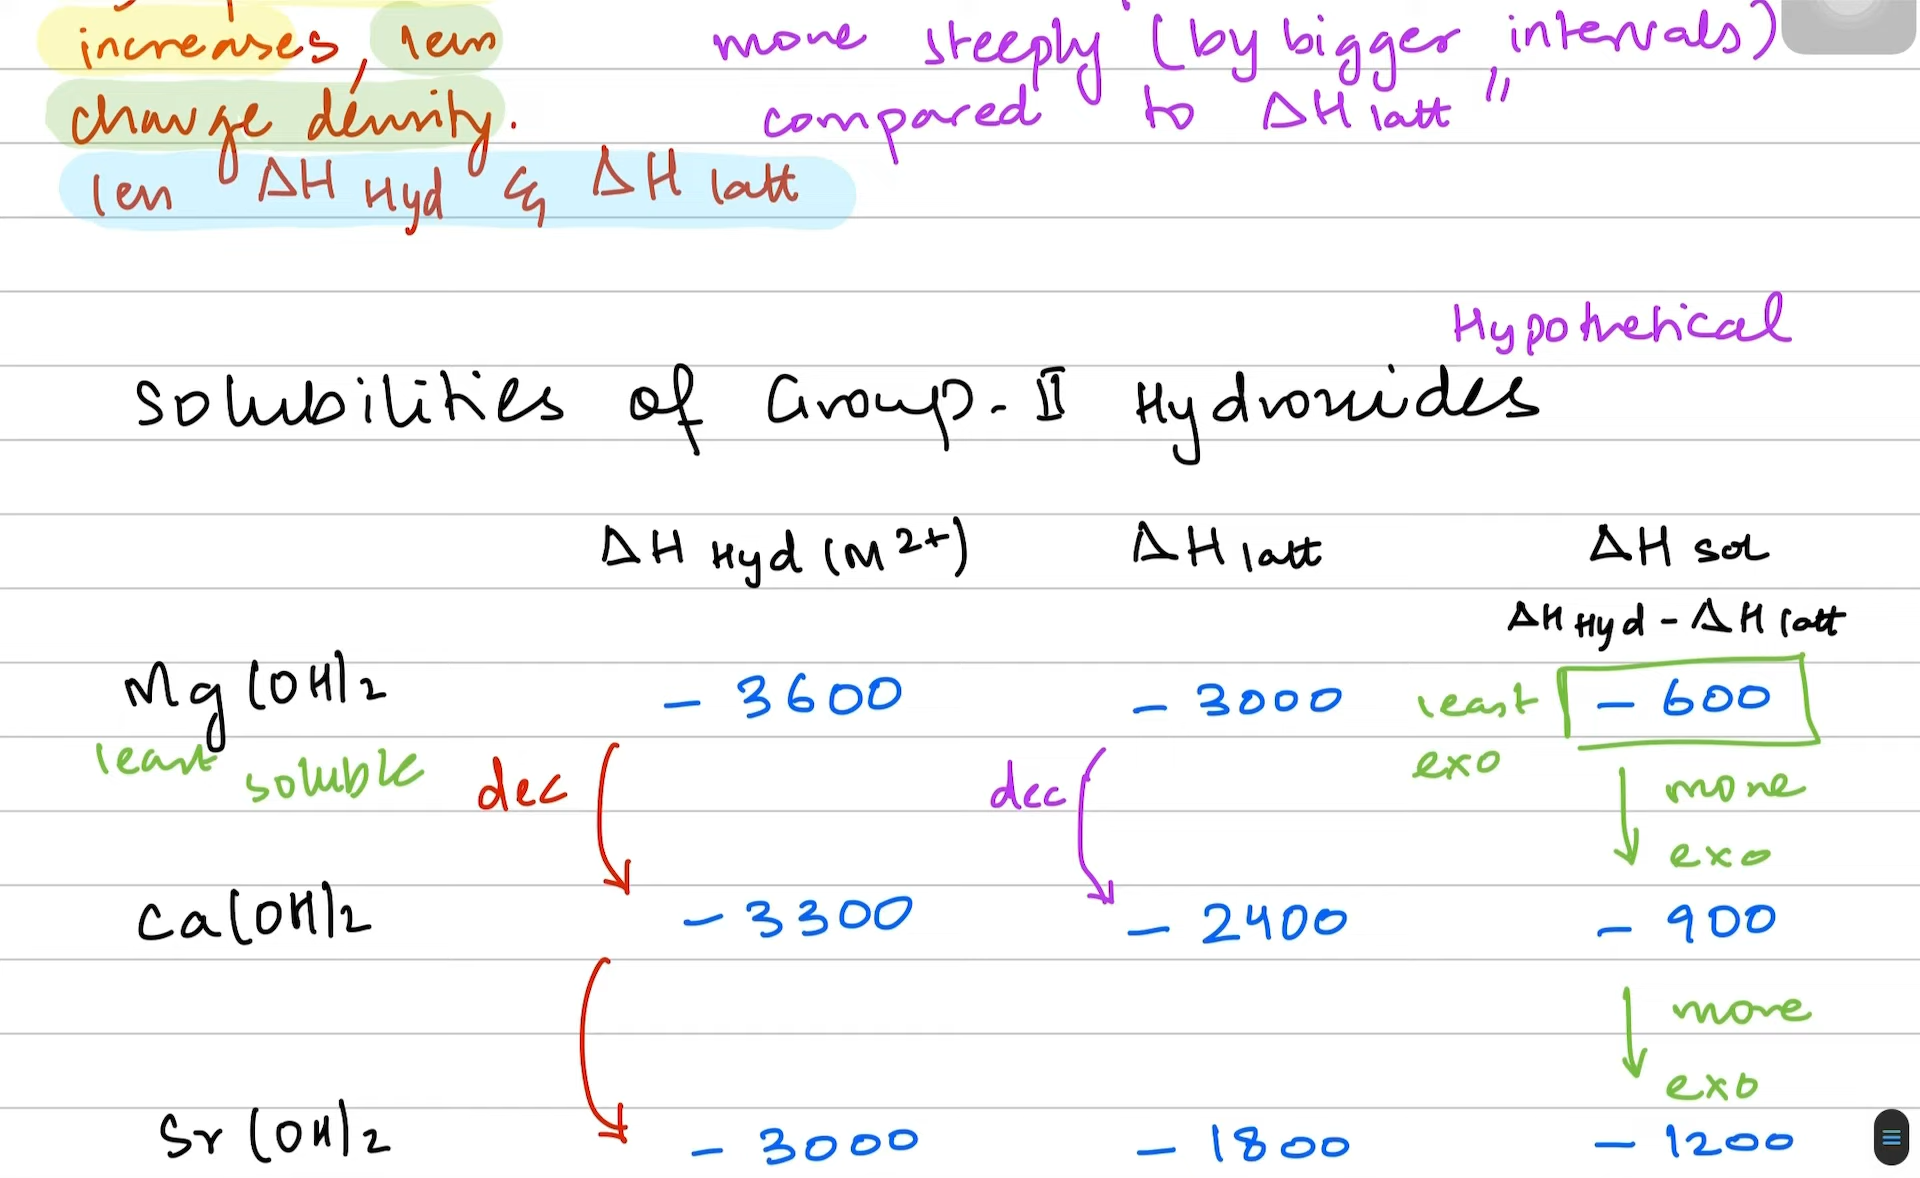 increases, less
charge density.
less ΔH Hyd & ΔH latt
more steeply (by bigger intervals)
compared to ΔH latt "
Hypothetical
Solubilities of Group-II Hydroxides
ΔH Hyd (M2+) ΔH latt ΔH sol
ΔH Hyd - ΔH latt
Mg(OH)2 - 3600 - 3000 least - 600
least soluble dec dec exo more
exo
Ca(OH)2 - 3300 - 2400 - 900
more
exo
Sr(OH)2 - 3000 - 1800 - 1200